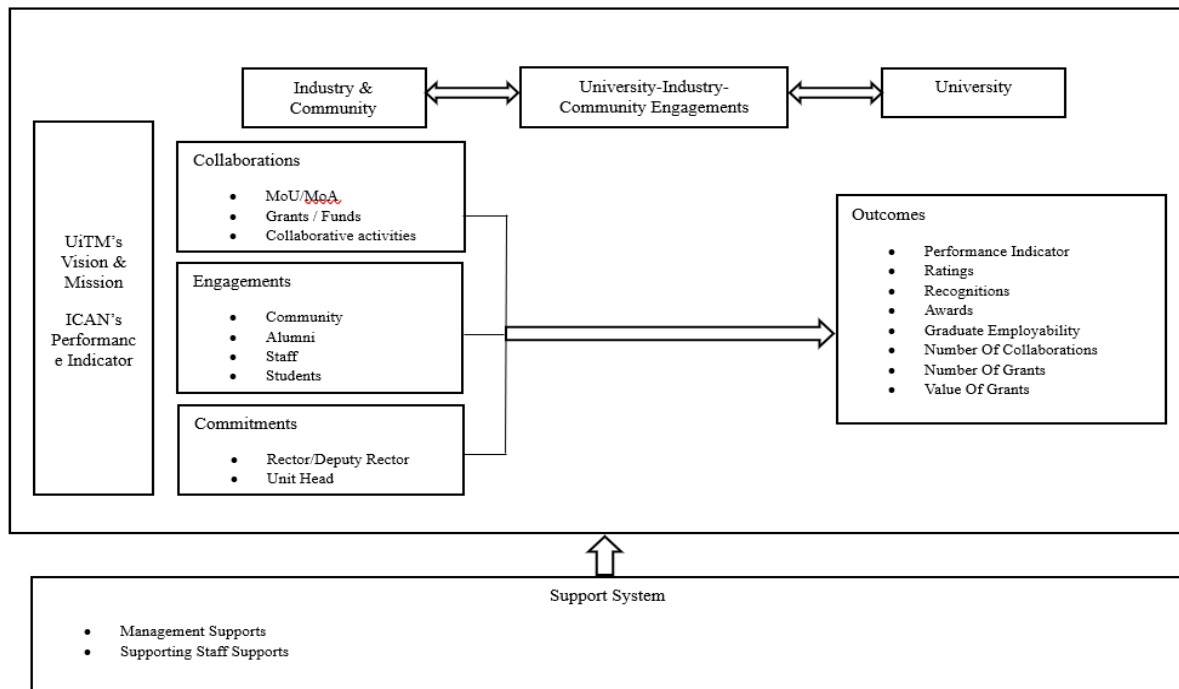 Industry &
Community
University-Industry-
Community Engagements
University
UiTM's
Vision &
Mission
ICAN's
Performanc
e Indicator
Collaborations
• MoU/MoA
• Grants / Funds
• Collaborative activities
Engagements
• Community
• Alumni
• Staff
• Students
Commitments
• Rector/Deputy Rector
• Unit Head
Outcomes
• Performance Indicator
• Ratings
• Recognitions
• Awards
• Graduate Employability
• Number Of Collaborations
• Number Of Grants
• Value Of Grants
Support System
• Management Supports
• Supporting Staff Supports